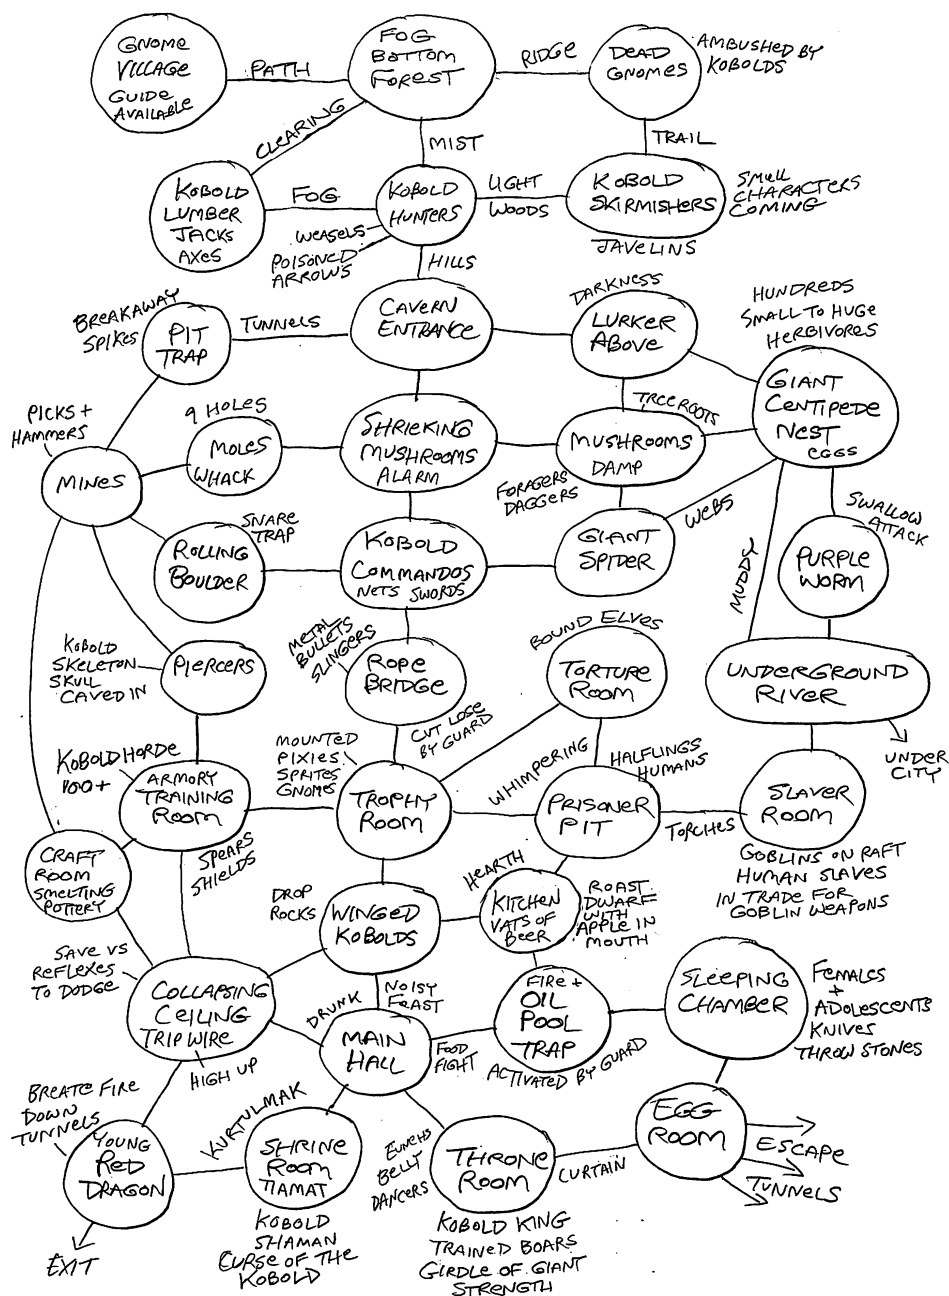 GNOME
VILLAGE
GUIDE
AVAILABLE
PATH
FOG
BOTTOM
FOREST
RIDGE
DEAD
GNOMES
AMBUSHED BY
KOBOLDS
CLEARING
MIST
TRAIL
KOBOLD
LUMBER
JACKS
AXES
FOG
KOBOLD
HUNTERS
WEASELS
POISONED
ARROWS
LIGHT
WOODS
KOBOLD
SKIRMISHERS
JAVELINS
SMALL
CHARACTERS
COMING
HILLS
BREAKAWAY
SPIKES
PIT
TRAP
TUNNELS
CAVERN
ENTRANCE
DARKNESS
LURKER
ABOVE
HUNDREDS
SMALL TO HUGE
HERBIVORES
GIANT
CENTIPEDE
NEST
EGGS
PICKS +
HAMMERS
MINES
9 HOLES
MOLES
WHACK
SHRIEKING
MUSHROOMS
ALARM
TREE ROOTS
MUSHROOMS
DAMP
FORAGERS
DAGGERS
SNARE
TRAP
ROLLING
BOULDER
KOBOLD
COMMANDOS
NETS SWORDS
GIANT
SPIDER
WEBS
MUDDY
SWALLOW
ATTACK
PURPLE
WORM
KOBOLD
SKELETON
SKULL
CAVED IN
PIERCERS
METAL
BULLETS
SLINGERS
ROPE
BRIDGE
CUT LOSE
BY GUARD
BOUND ELVES
TORTURE
ROOM
UNDERGROUND
RIVER
UNDER
CITY
KOBOLD HORDE
100+
ARMORY
TRAINING
ROOM
SPEARS
SHIELDS
MOUNTED
PIXIES
SPRITES
GNOMES
TROPHY
ROOM
WHIMPERING
HALFLINGS
HUMANS
PRISONER
PIT
TORCHES
SLAVER
ROOM
GOBLINS ON RAFT
HUMAN SLAVES
IN TRADE FOR
GOBLIN WEAPONS
CRAFT
ROOM
SMELTING
POTTERY
DROP
ROCKS
WINGED
KOBOLDS
HEARTH
KITCHEN
VATS OF
BEER
ROAST
DWARF
WITH
APPLE IN
MOUTH
SAVE VS
REFLEXES
TO DODGE
COLLAPSING
CEILING
TRIP WIRE
HIGH UP
DRUNK
NOISY
FEAST
MAIN
HALL
FOOD
FIGHT
FIRE +
OIL
POOL
TRAP
ACTIVATED BY GUARD
SLEEPING
CHAMBER
FEMALES
+
ADOLESCENTS
KNIVES
THROW STONES
BREATE FIRE
DOWN
TUNNELS
YOUNG
RED
DRAGON
EXIT
KURTULMAK
SHRINE
ROOM
TIAMAT
KOBOLD
SHAMAN
CURSE OF THE
KOBOLD
EUNECHS
BELLY
DANCERS
THRONE
ROOM
KOBOLD KING
TRAINED BOARS
GIRDLE OF GIANT
STRENGTH
CURTAIN
EGG
ROOM
ESCAPE
TUNNELS